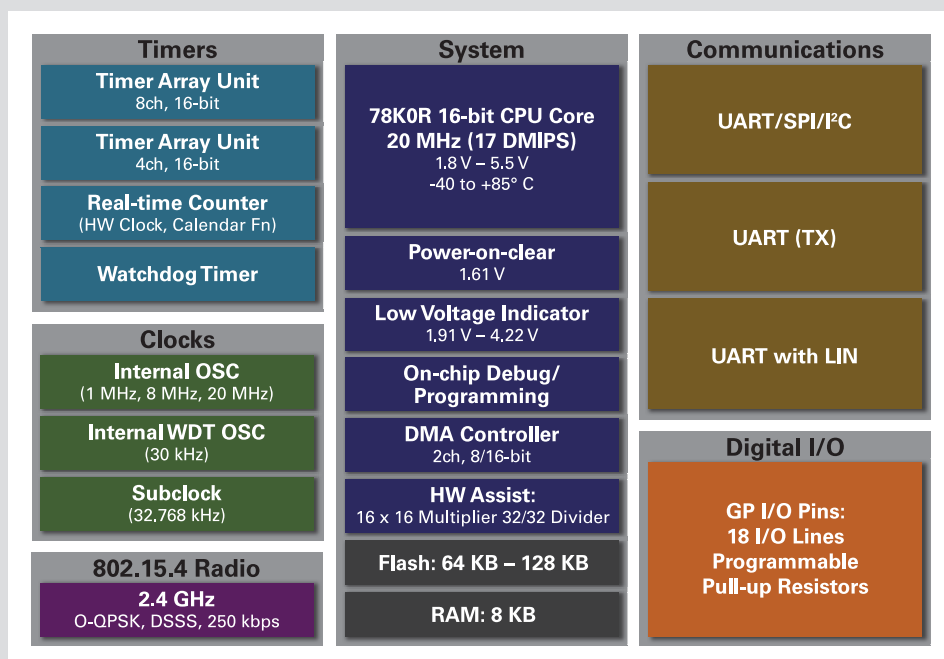 Timers
Timer Array Unit
8ch, 16-bit
Timer Array Unit
4ch, 16-bit
Real-time Counter
(HW Clock, Calendar Fn)
Watchdog Timer
Clocks
Internal OSC
(1 MHz, 8 MHz, 20 MHz)
Internal WDT OSC
(30 kHz)
Subclock
(32.768 kHz)
802.15.4 Radio
2.4 GHz
O-QPSK, DSSS, 250 kbps
System
78K0R 16-bit CPU Core
20 MHz (17 DMIPS)
1.8 V – 5.5 V
-40 to +85° C
Power-on-clear
1.61 V
Low Voltage Indicator
1.91 V – 4.22 V
On-chip Debug/
Programming
DMA Controller
2ch, 8/16-bit
HW Assist:
16 x 16 Multiplier 32/32 Divider
Flash: 64 KB – 128 KB
RAM: 8 KB
Communications
UART/SPI/I²C
UART (TX)
UART with LIN
Digital I/O
GP I/O Pins:
18 I/O Lines
Programmable
Pull-up Resistors